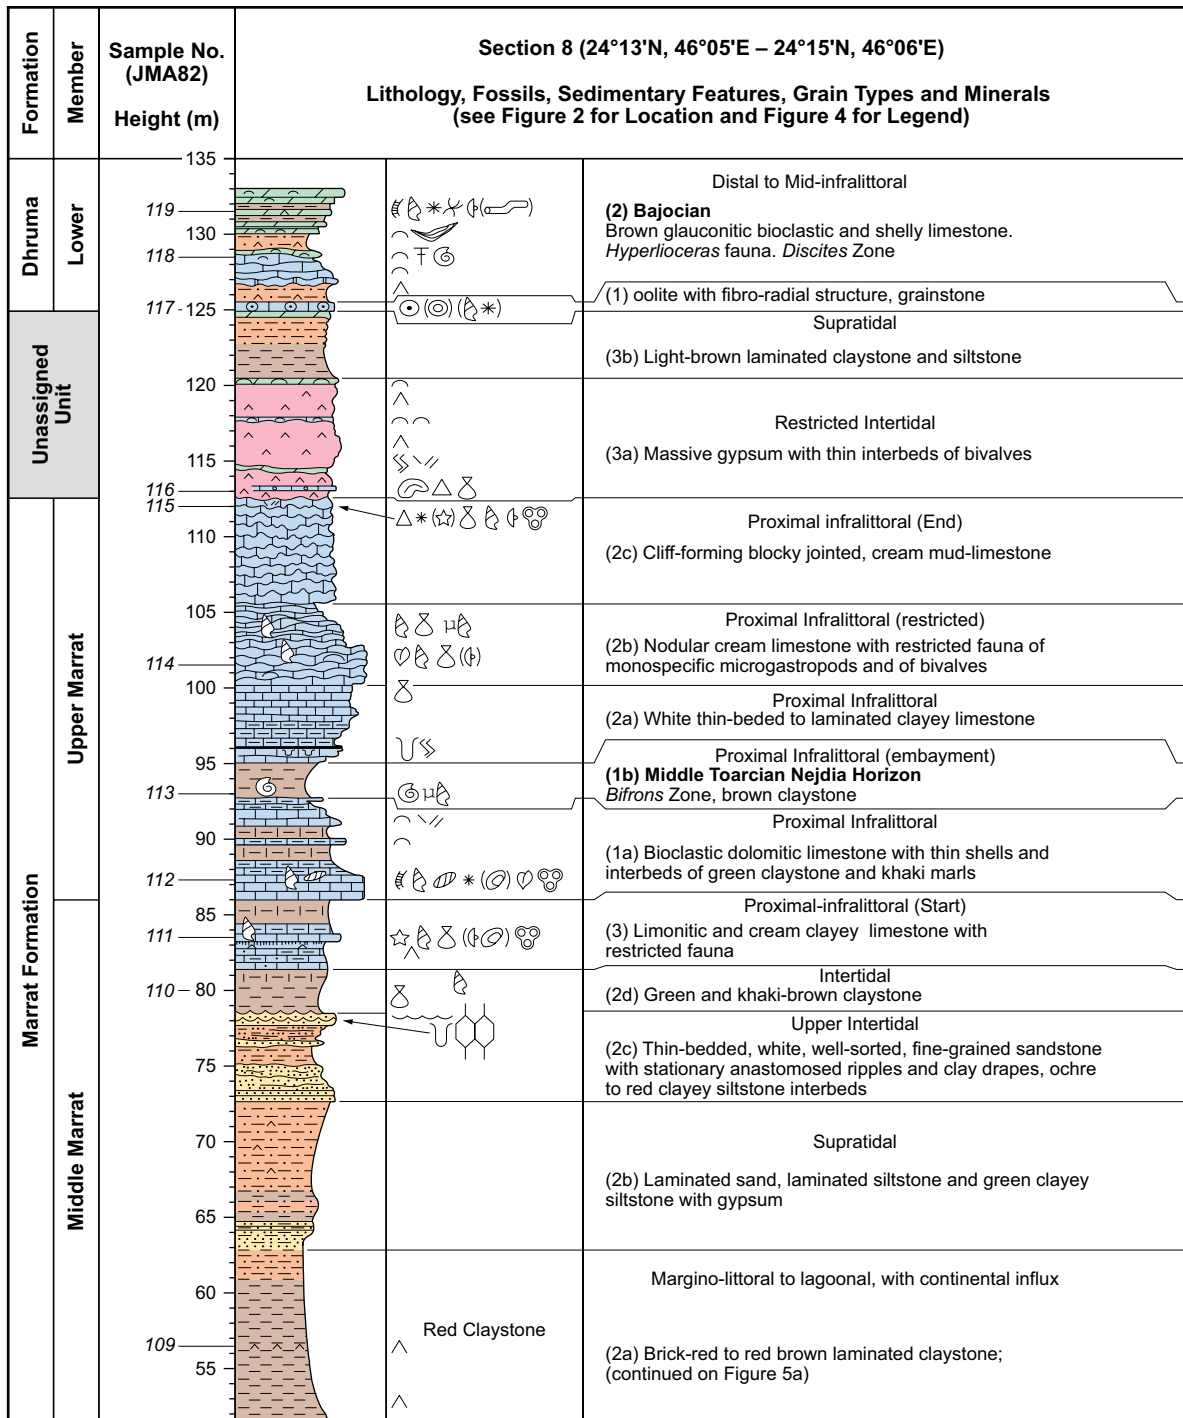 Formation
Member
Sample No.
(JMA82)
Height (m)
Section 8 (24°13'N, 46°05'E – 24°15'N, 46°06'E)
Lithology, Fossils, Sedimentary Features, Grain Types and Minerals
(see Figure 2 for Location and Figure 4 for Legend)
Dhruma
Lower
Unassigned
Unit
Marrat Formation
Upper Marrat
Middle Marrat
135
119
130
118
117
125
120
115
116
115
110
105
114
100
95
113
90
112
85
111
110
80
75
70
65
60
109
55
µ
µ
Red Claystone
Distal to Mid-infralittoral
(2) Bajocian
Brown glauconitic bioclastic and shelly limestone.
Hyperlioceras fauna. Discites Zone
(1) oolite with fibro-radial structure, grainstone
Supratidal
(3b) Light-brown laminated claystone and siltstone
Restricted Intertidal
(3a) Massive gypsum with thin interbeds of bivalves
Proximal infralittoral (End)
(2c) Cliff-forming blocky jointed, cream mud-limestone
Proximal Infralittoral (restricted)
(2b) Nodular cream limestone with restricted fauna of
monospecific microgastropods and of bivalves
Proximal Infralittoral
(2a) White thin-beded to laminated clayey limestone
Proximal Infralittoral (embayment)
(1b) Middle Toarcian Nejdia Horizon
Bifrons Zone, brown claystone
Proximal Infralittoral
(1a) Bioclastic dolomitic limestone with thin shells and
interbeds of green claystone and khaki marls
Proximal-infralittoral (Start)
(3) Limonitic and cream clayey limestone with
restricted fauna
Intertidal
(2d) Green and khaki-brown claystone
Upper Intertidal
(2c) Thin-bedded, white, well-sorted, fine-grained sandstone
with stationary anastomosed ripples and clay drapes, ochre
to red clayey siltstone interbeds
Supratidal
(2b) Laminated sand, laminated siltstone and green clayey
siltstone with gypsum
Margino-littoral to lagoonal, with continental influx
(2a) Brick-red to red brown laminated claystone;
(continued on Figure 5a)